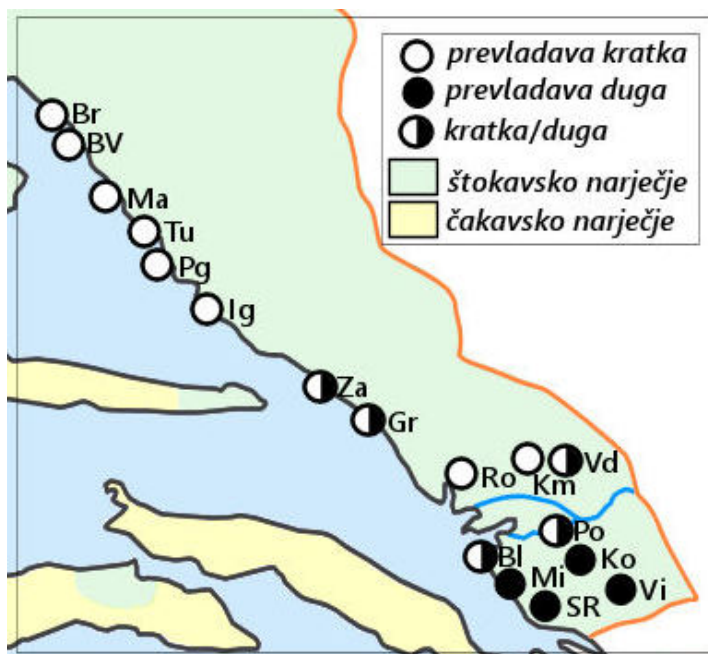 prevladava kratka
prevladava duga
kratka/duga
štokavsko narječje
čakavsko narječje
Br
BV
Ma
Tu
Pg
Ig
Za
Gr
Ro
Km
Vd
Po
Bl
Ko
Mi
Vi
SR